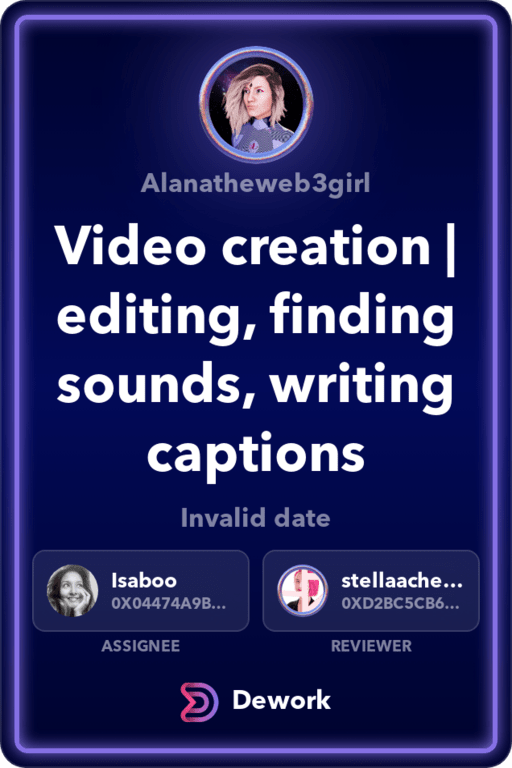 Alanatheweb3girl
Video creation |
editing, finding
sounds, writing
captions
Invalid date
Isaboo
0X04474A9B...
stellaache...
0XD2BC5CB6...
ASSIGNEE
REVIEWER
Dework